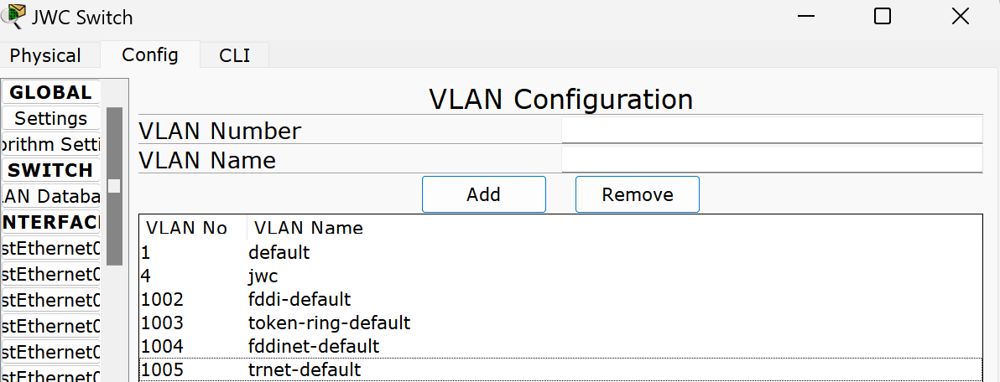 JWC Switch
Physical Config CLI
GLOBAL
Settings
orithm Setti
SWITCH
LAN Databa
NTERFAC
stEthernet0
stEthernet0
stEthernet0
stEthernet0
stEthernet0
stEthernet0
VLAN Configuration
VLAN Number
VLAN Name
Add Remove
VLAN No VLAN Name
1 default
4 jwc
1002 fddi-default
1003 token-ring-default
1004 fddinet-default
1005 trnet-default